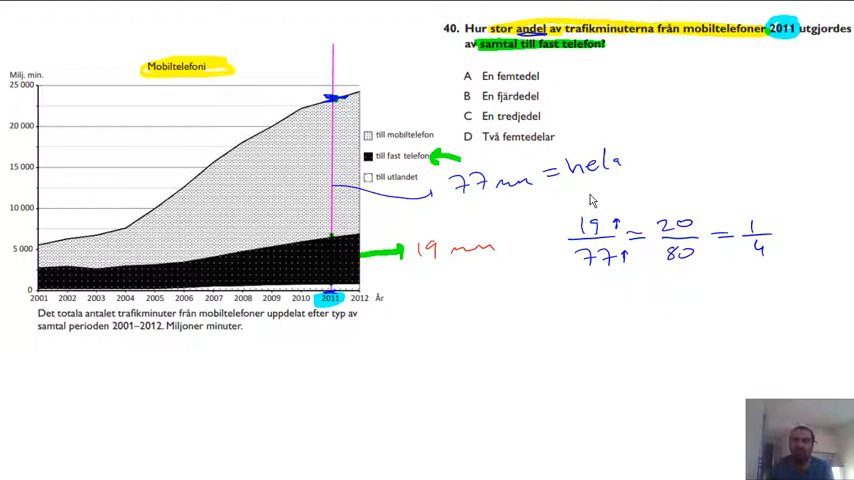 40. Hur stor andel av trafikminuterna från mobiltelefoner 2011 utgjordes
av samtal till fast telefon?
A En femtedel
B En fjärdedel
C En tredjedel
D Två femtedelar
Mobiltelefoni
Milj. min.
25 000
20 000
15 000
10 000
5 000
0
2001 2002 2003 2004 2005 2006 2007 2008 2009 2010 2011 2012 År
till mobiltelefon
till fast telefon
till utlandet
Det totala antalet trafikminuter från mobiltelefoner uppdelat efter typ av
samtal perioden 2001–2012. Miljoner minuter.
77 mm = hela
19 mm
19↑ / 77↑ = 20 / 80 = 1 / 4